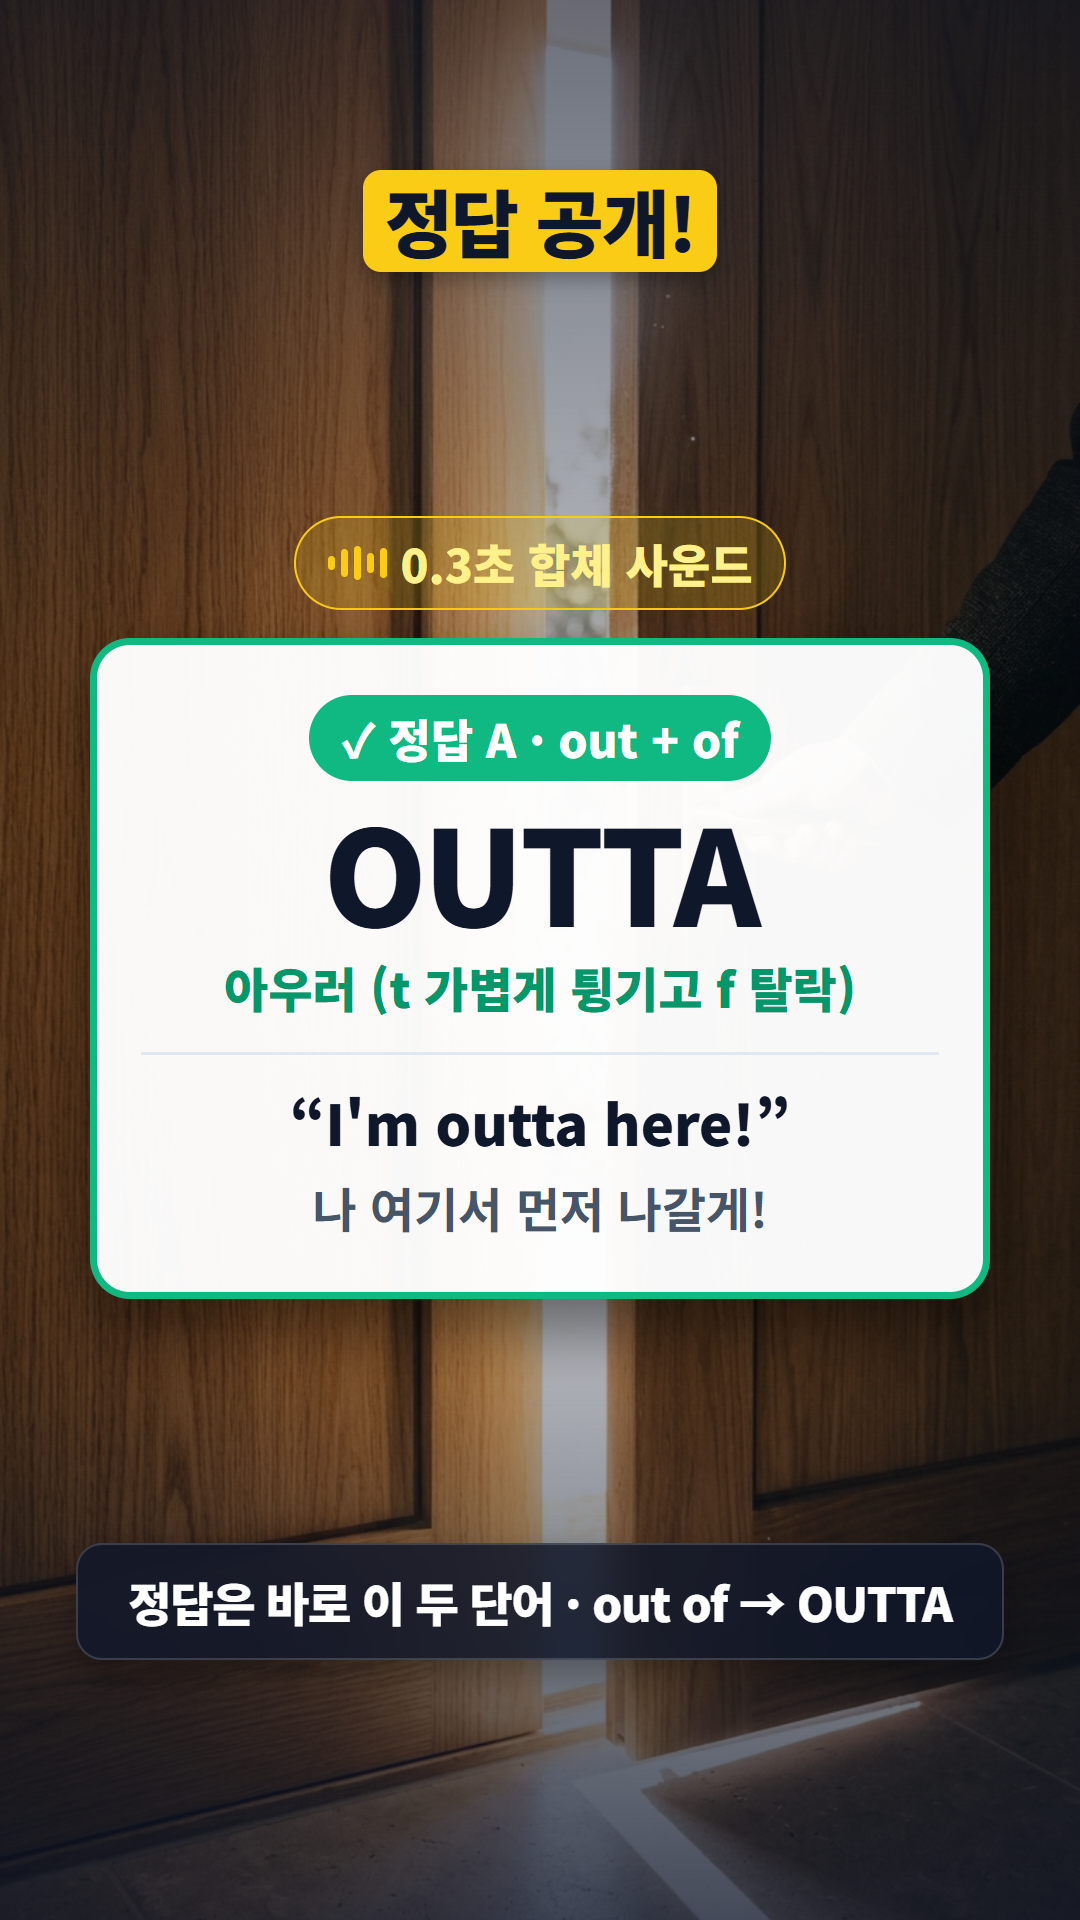 정답 공개!
0.3초 합체 사운드
✓ 정답 A · out + of
OUTTA
아우러 (t 가볍게 튕기고 f 탈락)
“I'm outta here!”
나 여기서 먼저 나갈게!
정답은 바로 이 두 단어 · out of → OUTTA